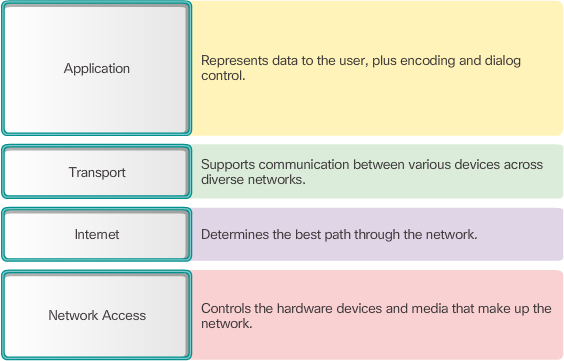 Application
Represents data to the user, plus encoding and dialog
control.
Transport
Supports communication between various devices across
diverse networks.
Internet
Determines the best path through the network.
Network Access
Controls the hardware devices and media that make up the
network.